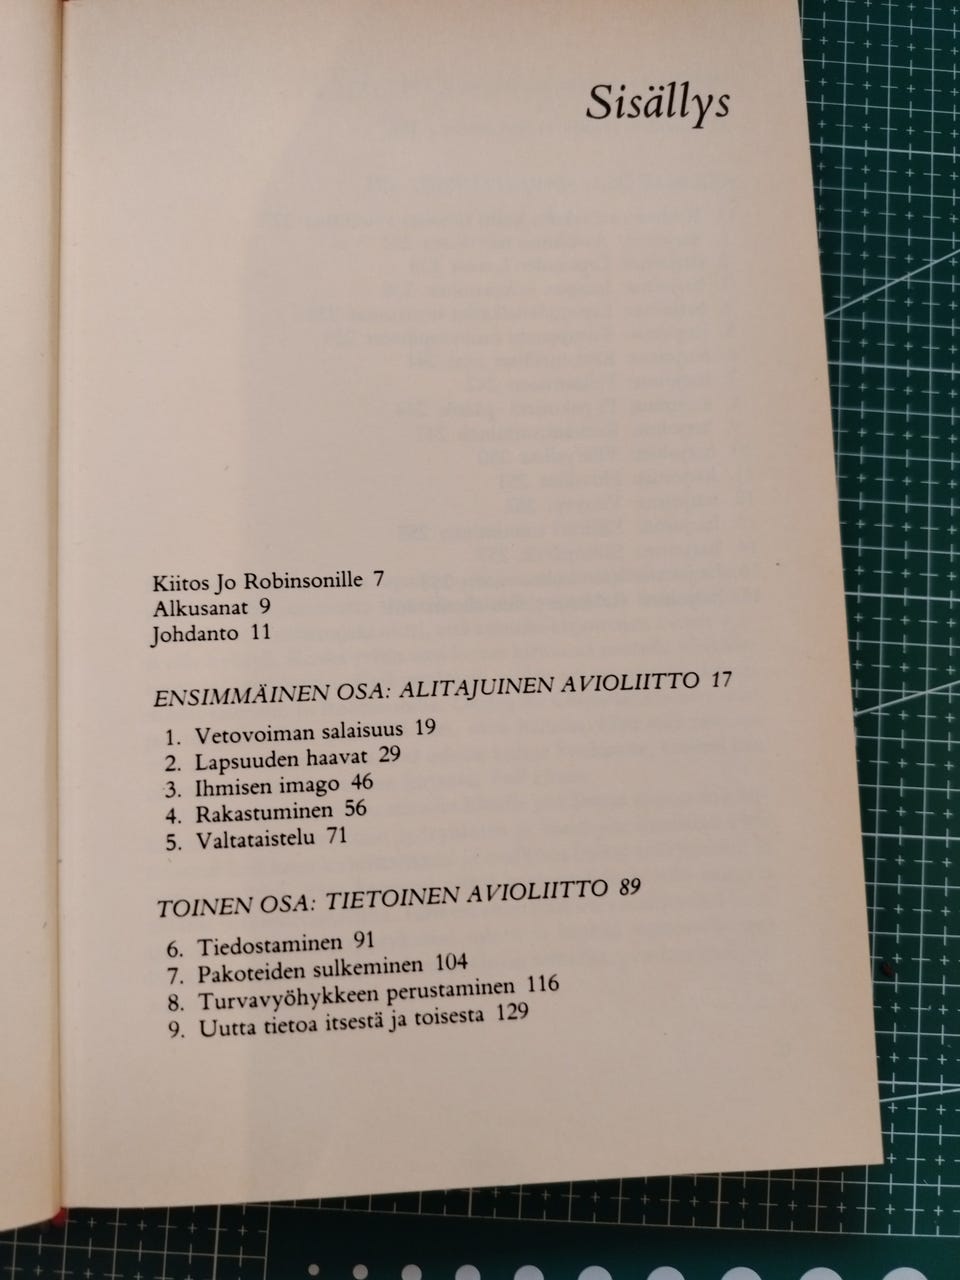 Sisällys
Kiitos Jo Robinsonille 7
Alkusanat 9
Johdanto 11
ENSIMMÄINEN OSA: ALITAJUINEN AVIOLIITTO 17
1. Vetovoiman salaisuus 19
2. Lapsuuden haavat 29
3. Ihmisen imago 46
4. Rakastuminen 56
5. Valtataistelu 71
TOINEN OSA: TIETOINEN AVIOLIITTO 89
6. Tiedostaminen 91
7. Pakoteiden sulkeminen 104
8. Turvavyöhykkeen perustaminen 116
9. Uutta tietoa itsestä ja toisesta 129